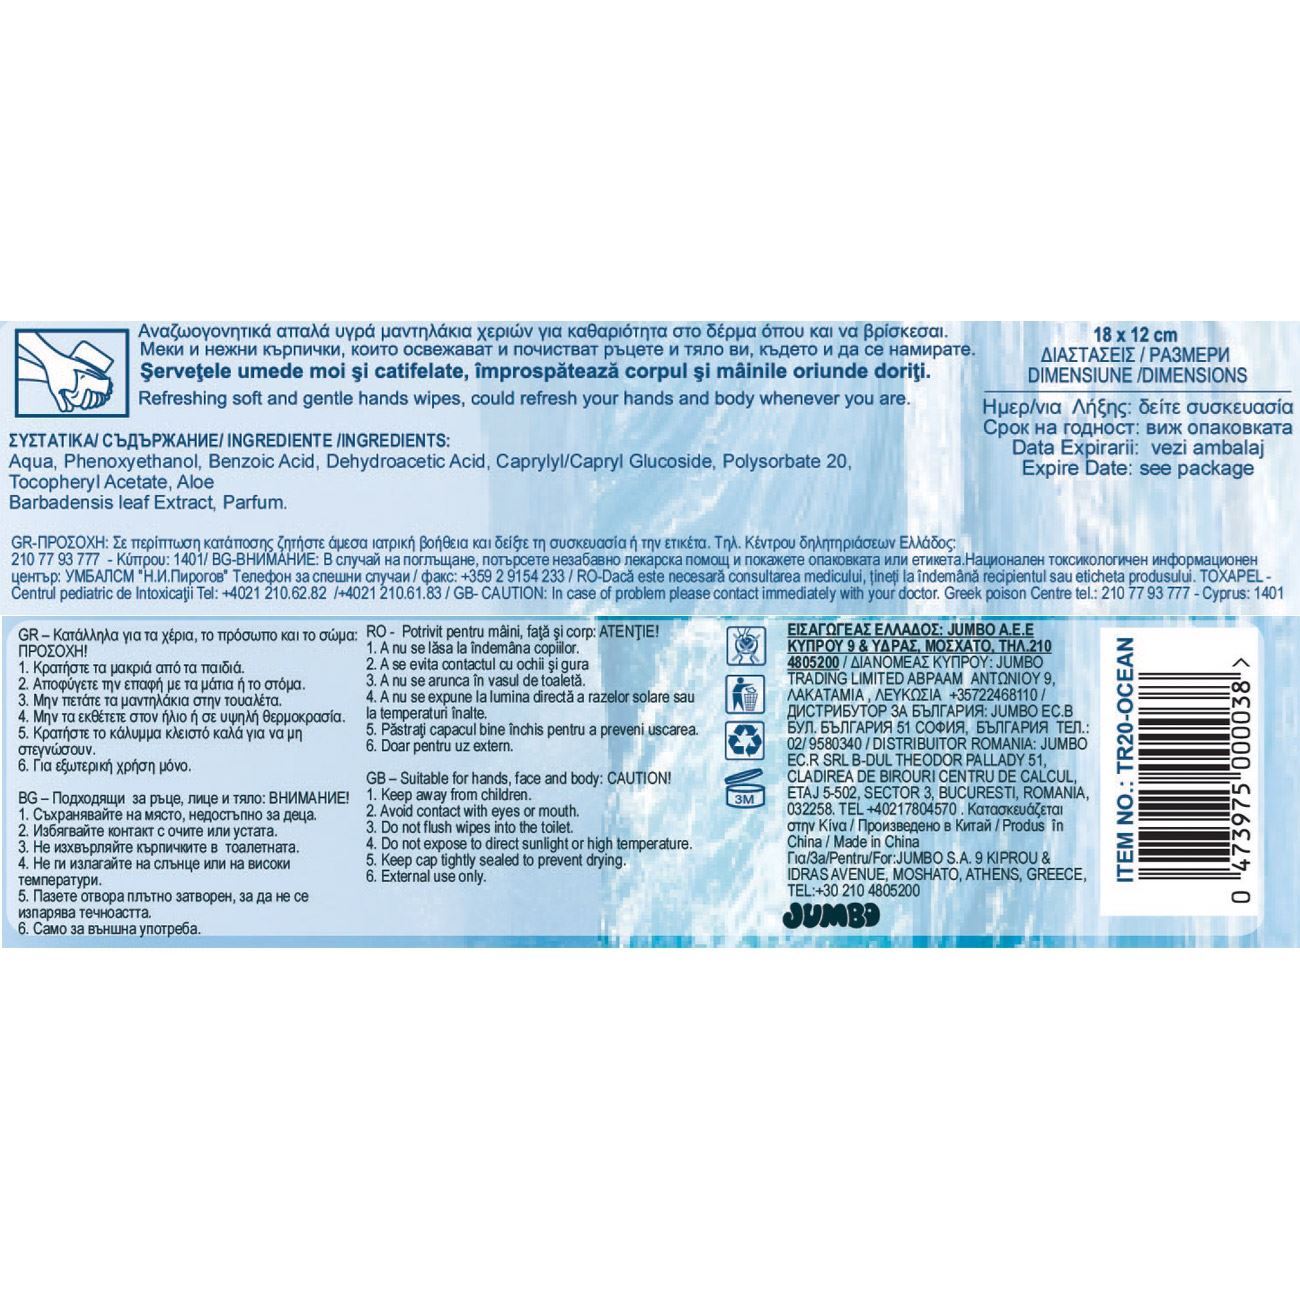 Αναζωογονητικά απαλά υγρά μαντηλάκια χεριών για καθαριότητα στο δέρμα όπου και να βρίσκεσαι.
Меки и нежни кърпички, които освежават и почистват ръцете и тяло ви, където и да се намирате.
Şerveţele umede moi şi catifelate, împrospătează corpul şi mâinile oriunde doriţi.
Refreshing soft and gentle hands wipes, could refresh your hands and body whenever you are.
18 x 12 cm
ΔΙΑΣΤΑΣΕΙΣ / РАЗМЕРИ
DIMENSIUNE /DIMENSIONS
Ημερ/νια Λήξης: δείτε συσκευασία
Срок на годност: виж опаковката
Data Expirarii: vezi ambalaj
Expire Date: see package
ΣΥΣΤΑΤΙΚΑ/ СЪДЪРЖАНИЕ/ INGREDIENTE /INGREDIENTS:
Aqua, Phenoxyethanol, Benzoic Acid, Dehydroacetic Acid, Caprylyl/Capryl Glucoside, Polysorbate 20,
Tocopheryl Acetate, Aloe
Barbadensis leaf Extract, Parfum.
GR-ΠΡΟΣΟΧΗ: Σε περίπτωση κατάποσης ζητήστε άμεσα ιατρική βοήθεια και δείξτε τη συσκευασία ή την ετικέτα. Τηλ. Κέντρου δηλητηριάσεων Ελλάδος:
210 77 93 777 - Κύπρου: 1401/ BG-ВНИМАНИЕ: В случай на поглъщане, потърсете незабавно лекарска помощ и покажете опаковката или етикета.Национален токсикологичен информационен
център: УМБАЛСМ "Н.И.Пирогов" Телефон за спешни случаи / факс: +359 2 9154 233 / RO-Dacă este necesară consultarea medicului, ţineţi la îndemână recipientul sau eticheta produsului. TOXAPEL -
Centrul pediatric de Intoxicaţii Tel: +4021 210.62.82 /+4021 210.61.83 / GB- CAUTION: In case of problem please contact immediately with your doctor. Greek poison Centre tel.: 210 77 93 777 - Cyprus: 1401
GR – Κατάλληλα για τα χέρια, το πρόσωπο και το σώμα:
ΠΡΟΣΟΧΗ!
1. Κρατήστε τα μακριά από τα παιδιά.
2. Αποφύγετε την επαφή με τα μάτια ή το στόμα.
3. Μην πετάτε τα μαντηλάκια στην τουαλέτα.
4. Μην τα εκθέτετε στον ήλιο ή σε υψηλή θερμοκρασία.
5. Κρατήστε το κάλυμμα κλειστό καλά για να μη
στεγνώσουν.
6. Για εξωτερική χρήση μόνο.
BG – Подходящи за ръце, лице и тяло: ВНИМАНИЕ!
1. Съхранявайте на място, недостъпно за деца.
2. Избягвайте контакт с очите или устата.
3. Не изхвърляйте кърпичките в тоалетната.
4. Не ги излагайте на слънце или на високи
температури.
5. Пазете отвора плътно затворен, за да не се
изпарява течноастта.
6. Само за външна употреба.
RO - Potrivit pentru mâini, faţă şi corp: ATENŢIE!
1. A nu se lăsa la îndemâna copiilor.
2. A se evita contactul cu ochii şi gura
3. A nu se arunca în vasul de toaletă.
4. A nu se expune la lumina directă a razelor solare sau
la temperaturi înalte.
5. Păstraţi capacul bine închis pentru a preveni uscarea.
6. Doar pentru uz extern.
GB – Suitable for hands, face and body: CAUTION!
1. Keep away from children.
2. Avoid contact with eyes or mouth.
3. Do not flush wipes into the toilet.
4. Do not expose to direct sunlight or high temperature.
5. Keep cap tightly sealed to prevent drying.
6. External use only.
3M
ΕΙΣΑΓΩΓΕΑΣ ΕΛΛΑΔΟΣ: JUMBO A.E.E
ΚΥΠΡΟΥ 9 & ΥΔΡΑΣ, ΜΟΣΧΑΤΟ, ΤΗΛ.210
4805200 / ΔΙΑΝΟΜΕΑΣ ΚΥΠΡΟΥ: JUMBO
TRADING LIMITED ΑΒΡΑΑΜ ΑΝΤΩΝΙΟΥ 9,
ΛΑΚΑΤΑΜΙΑ , ΛΕΥΚΩΣΙΑ +35722468110 /
ДИСТРИБУТОР ЗА БЪЛГАРИЯ: JUMBO EC.B
БУЛ. БЪЛГАРИЯ 51 СОФИЯ, БЪЛГАРИЯ ТЕЛ.:
02/ 9580340 / DISTRIBUITOR ROMANIA: JUMBO
EC.R SRL B-DUL THEODOR PALLADY 51,
CLADIREA DE BIROURI CENTRU DE CALCUL,
ETAJ 5-502, SECTOR 3, BUCURESTI, ROMANIA,
032258. TEL +40217804570 . Κατασκευάζεται
στην Κίνα / Произведено в Китай / Produs în
China / Made in China
Για/За/Pentru/For:JUMBO S.A. 9 KIPROU &
IDRAS AVENUE, MOSHATO, ATHENS, GREECE,
TEL:+30 210 4805200
JUMBO
ITEM NO.: TR20-OCEAN
0 473975 000038 >